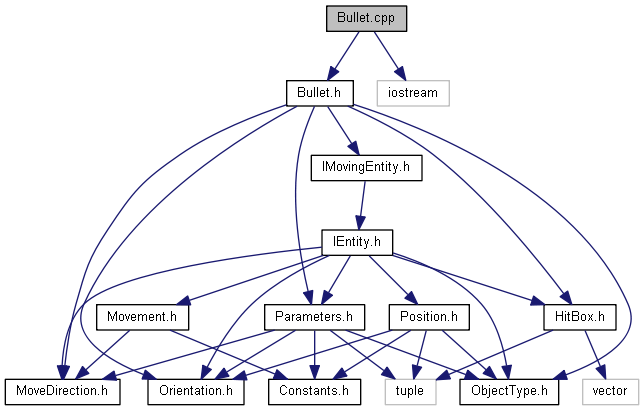 Bullet.cpp
Bullet.h
iostream
IMovingEntity.h
IEntity.h
Movement.h
Parameters.h
Position.h
HitBox.h
MoveDirection.h
Orientation.h
Constants.h
tuple
ObjectType.h
vector